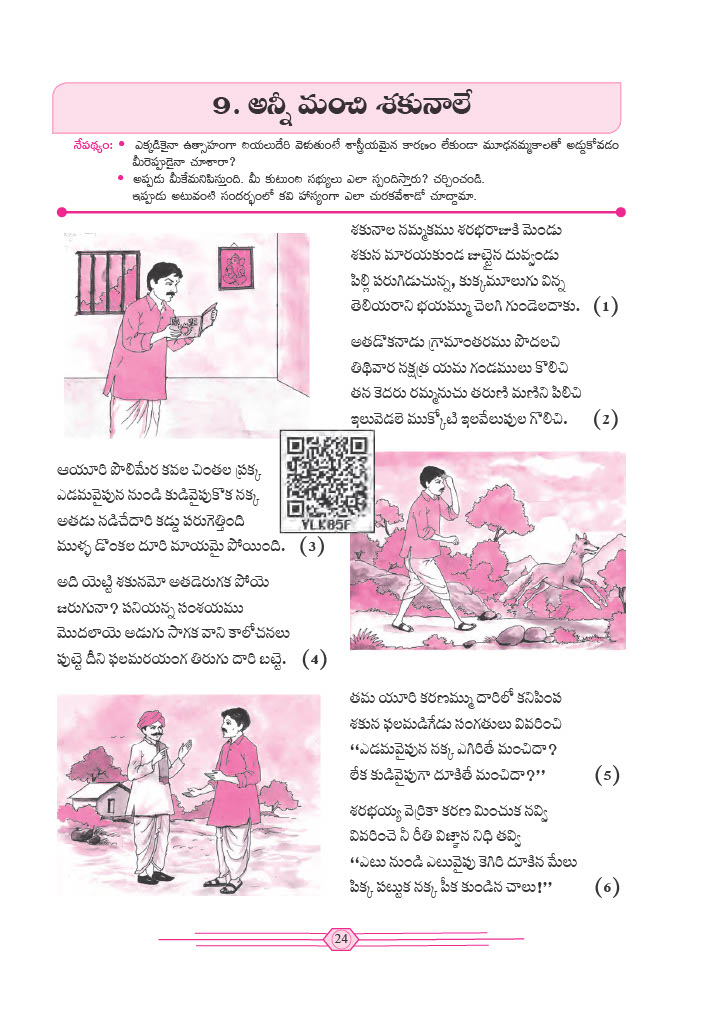 9. అన్నీ మంచి శకునాలే
నేపథ్యం: • ఎక్కడికైనా ఉత్సాహంగా బయలుదేరి వెళుతుంటే శాస్త్రీయమైన కారణం లేకుండా మూఢనమ్మకాలతో అడ్డుకోవడం
మీరెప్పుడైనా చూశారా?
• అప్పడు మీకేమనిపిస్తుంది. మీ కుటుంబ సభ్యులు ఎలా స్పందిస్తారు? చర్చించండి.
ఇప్పుడు అటువంటి సందర్భంలో కవి హాస్యంగా ఎలా చురకవేశాడో చూద్దామా.
శకునాల నమ్మకము శరభరాజుకి మెండు
శకున మారయకుండ జుట్టైన దువ్వండు
పిల్లి పరుగిడుచున్న, కుక్కమూలుగు విన్న
తెలియరాని భయమ్ము చెలగి గుండెలదాకు. (1)
అతడొకనాడు గ్రామాంతరము పొదలచి
తిథివార నక్షత్ర యమ గండములు కొలిచి
తన కెదరు రమ్మనుచు తరుణి మణిని పిలిచి
ఇలువెడలె ముక్కోటి ఇలవేలుపుల గొలిచి. (2)
ఆయూరి పొలిమేర కవల చింతల ప్రక్క
ఎడమవైపున నుండి కుడివైపుకొక నక్క
అతడు నడిచేదారి కడ్డు పరుగెత్తింది
ముళ్ళ డొంకల దూరి మాయమై పోయింది. (3)
అది యెట్టి శకునమో అతడెరుగక పోయె
జరుగునా? పనియన్న సంశయము
మొదలాయె అడుగు సాగక వాని కాలోచనలు
పుట్టె దీని ఫలమరయంగ తిరుగు దారి బట్టె. (4)
YLK85F
తమ యూరి కరణమ్ము దారిలో కనిపింప
శకున ఫలమడిగేడు సంగతులు వివరించి
‘‘ఎడమవైపున నక్క ఎగిరితే మంచిదా?
లేక కుడివైపుగా దూకితే మంచిదా?’’ (5)
శరభయ్య వెర్రికా కరణ మించుక నవ్వి
వివరించె నీ రీతి విజ్ఞాన నిధి తవ్వి
‘‘ఎటు నుండి ఎటువైపు కెగిరి దూకిన మేలు
పిక్క పట్టుక నక్క పీక కుండిన చాలు!’’ (6)
24